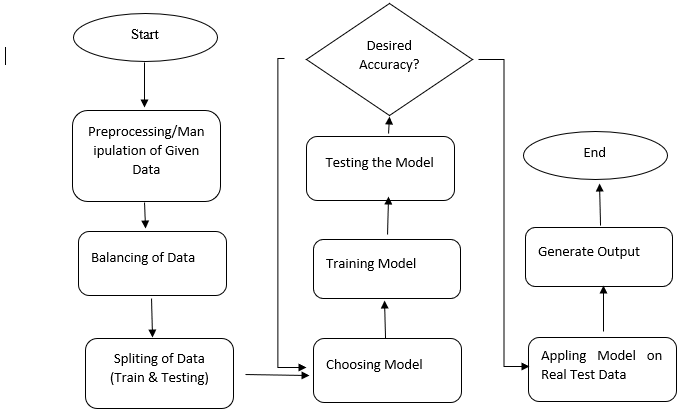 Start
Preprocessing/Man
ipulation of Given
Data
Balancing of Data
Spliting of Data
(Train & Testing)
Desired
Accuracy?
Testing the Model
Training Model
Choosing Model
End
Generate Output
Appling Model on
Real Test Data